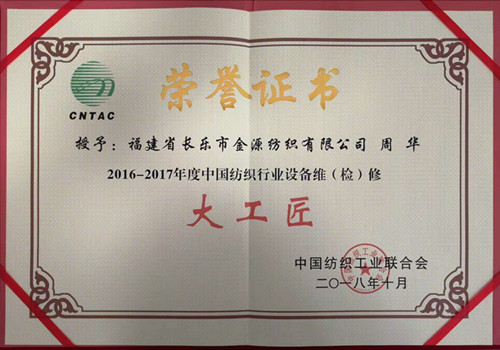 荣誉证书
CNTAC
授予：福建省长乐市金源纺织有限公司 周 华
2016-2017年度中国纺织行业设备维（检）修
大工匠
中国纺织工业联合会
二〇一八年十月